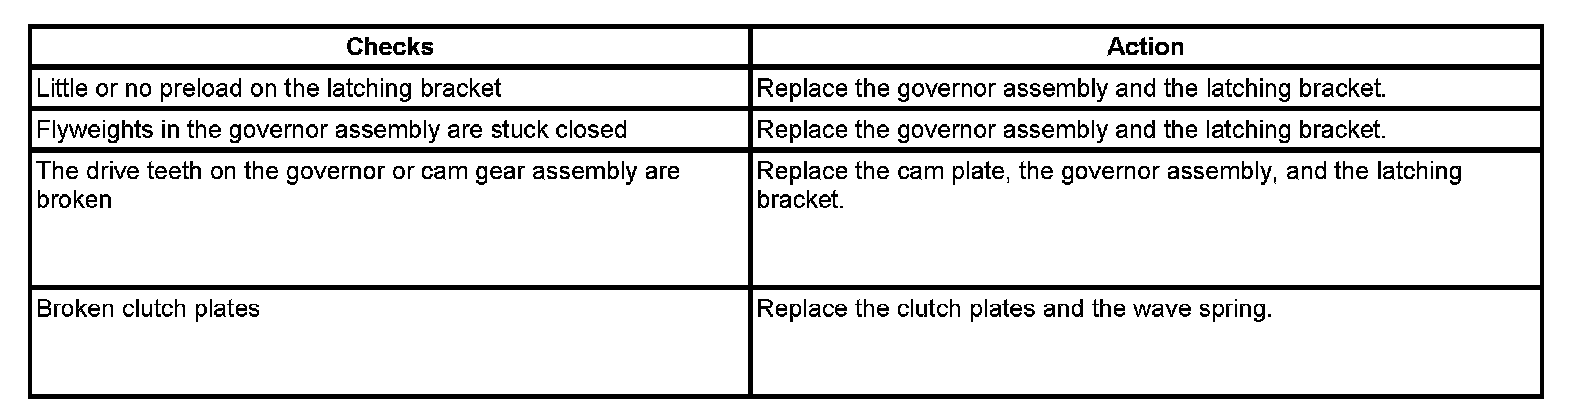 Checks Action
Little or no preload on the latching bracket Replace the governor assembly and the latching bracket.
Flyweights in the governor assembly are stuck closed Replace the governor assembly and the latching bracket.
The drive teeth on the governor or cam gear assembly are
broken
Replace the cam plate, the governor assembly, and the latching
bracket.
Broken clutch plates Replace the clutch plates and the wave spring.